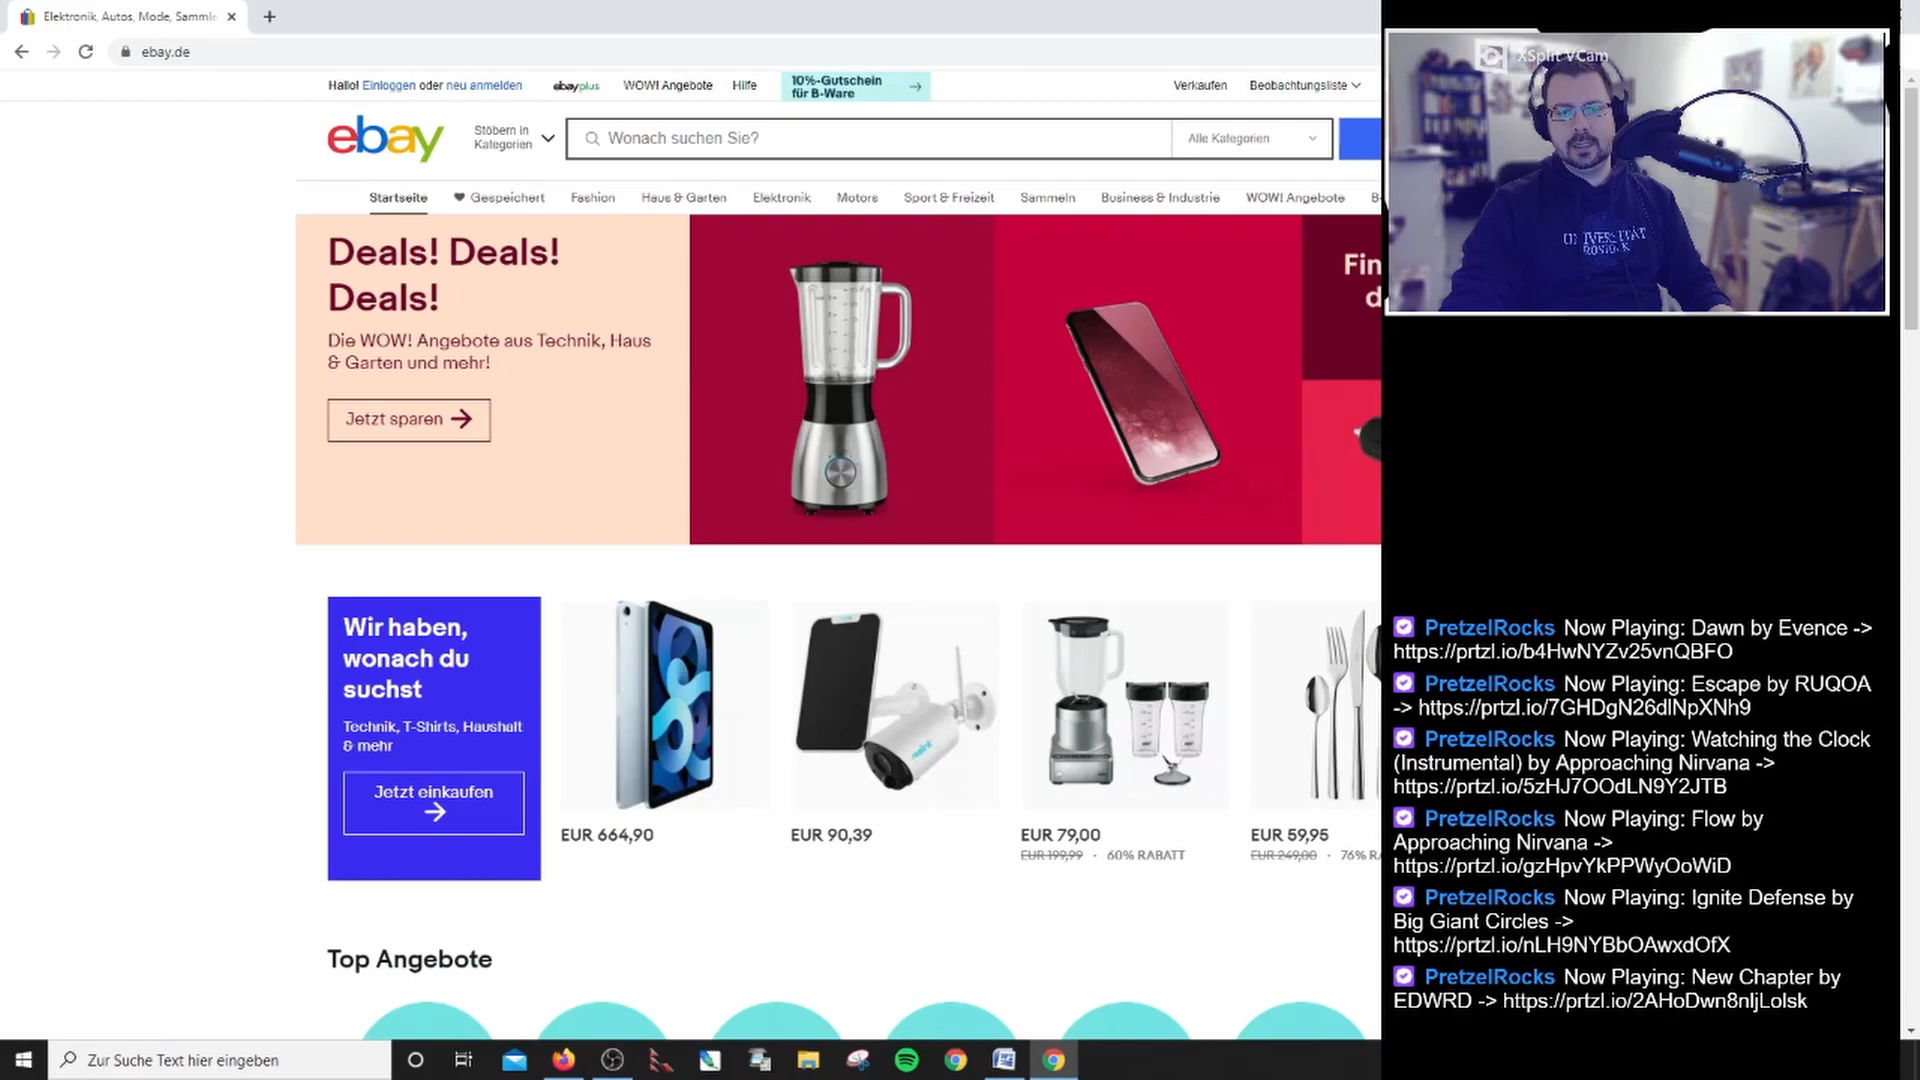 Elektronik, Autos, Mode, Sammle
ebay.de
Hallo! Einloggen oder neu anmelden
ebayplus
WOW! Angebote
Hilfe
10%-Gutschein
für B-Ware
Verkaufen
Beobachtungsliste
ebay
Stöbern in
Kategorien
Wonach suchen Sie?
Alle Kategorien
Startseite
Gespeichert
Fashion
Haus & Garten
Elektronik
Motors
Sport & Freizeit
Sammeln
Business & Industrie
WOW! Angebote
B-
Deals! Deals!
Deals!
Die WOW! Angebote aus Technik, Haus
& Garten und mehr!
Jetzt sparen
Fin
d
Wir haben,
wonach du
suchst
Technik, T-Shirts, Haushalt
& mehr
Jetzt einkaufen
reolink
EUR 664,90
EUR 90,39
EUR 79,00
EUR 199,99 · 60% RABATT
EUR 59,95
EUR 249,00 · 76% RA
Top Angebote
XSplit VCam
UNIVERSITÄT
ROSTOCK
PretzelRocks Now Playing: Dawn by Evence ->
https://prtzl.io/b4HwNYZv25vnQBFO
PretzelRocks Now Playing: Escape by RUQOA
-> https://prtzl.io/7GHDgN26dlNpXNh9
PretzelRocks Now Playing: Watching the Clock
(Instrumental) by Approaching Nirvana ->
https://prtzl.io/5zHJ7OOdLN9Y2JTB
PretzelRocks Now Playing: Flow by
Approaching Nirvana ->
https://prtzl.io/gzHpvYkPPWyOoWiD
PretzelRocks Now Playing: Ignite Defense by
Big Giant Circles ->
https://prtzl.io/nLH9NYBbOAwxdOfX
PretzelRocks Now Playing: New Chapter by
EDWRD -> https://prtzl.io/2AHoDwn8nIjLolsk
Zur Suche Text hier eingeben